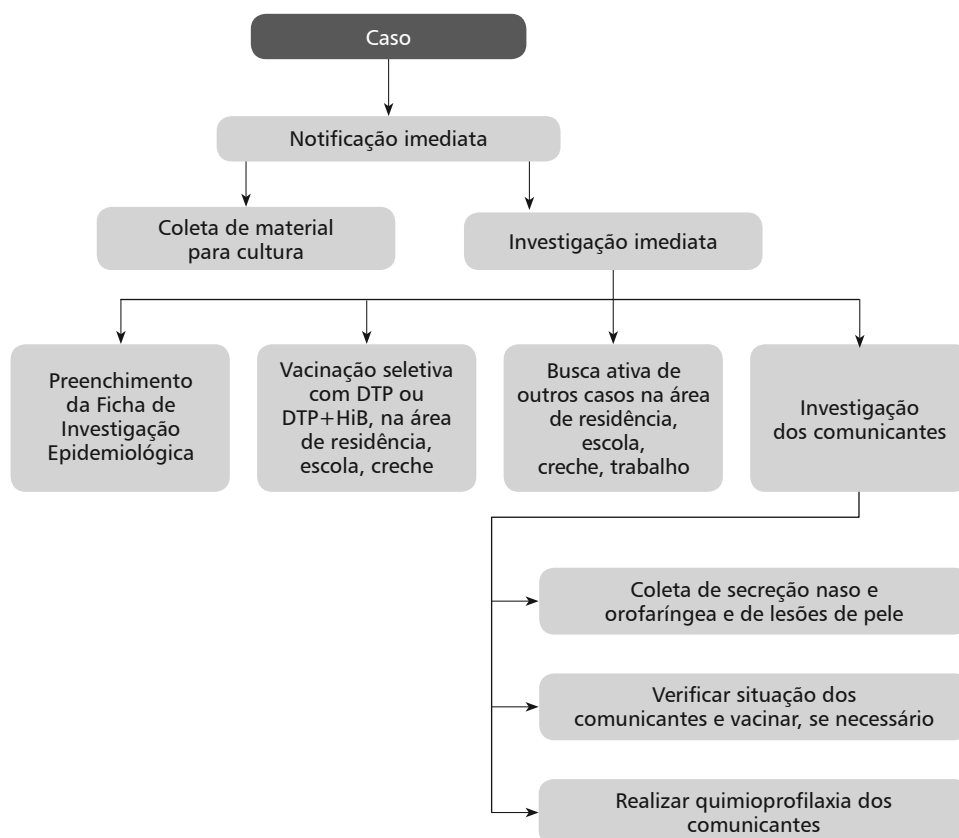 Caso
Notificação imediata
Coleta de material
para cultura
Investigação imediata
Preenchimento
da Ficha de
Investigação
Epidemiológica
Vacinação seletiva
com DTP ou
DTP+HiB, na área
de residência,
escola, creche
Busca ativa de
outros casos na área
de residência,
escola,
creche, trabalho
Investigação
dos comunicantes
Coleta de secreção naso e
orofaríngea e de lesões de pele
Verificar situação dos
comunicantes e vacinar, se necessário
Realizar quimioprofilaxia dos
comunicantes